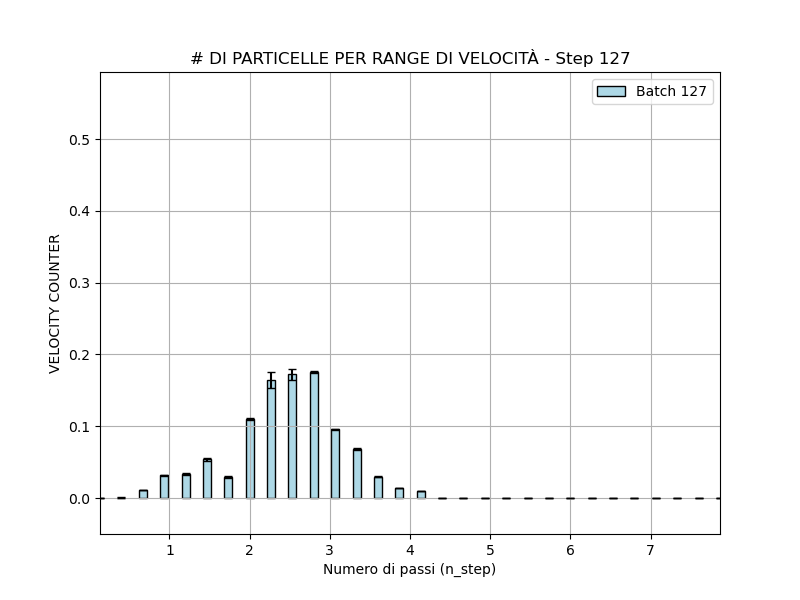 # DI PARTICELLE PER RANGE DI VELOCITÀ - Step 127
Batch 127
VELOCITY COUNTER
0.5
0.4
0.3
0.2
0.1
0.0
1 2 3 4 5 6 7
Numero di passi (n_step)